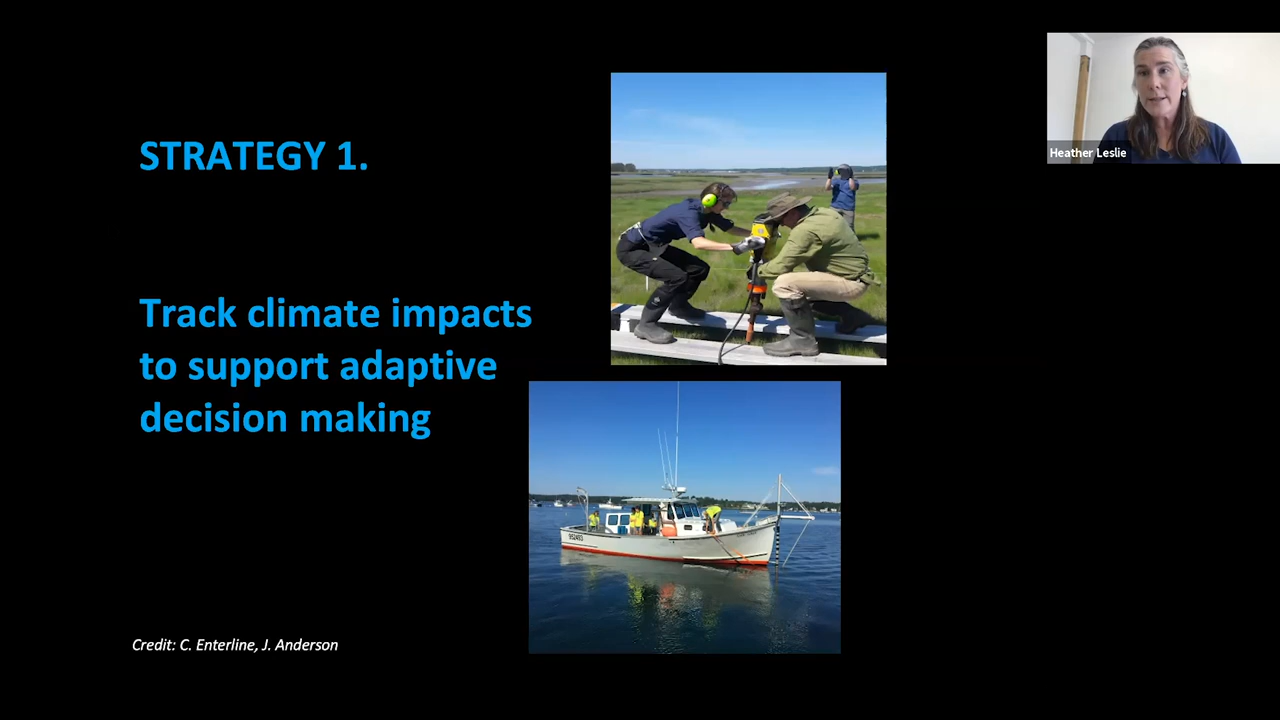 STRATEGY 1.
Track climate impacts
to support adaptive
decision making
Credit: C. Enterline, J. Anderson
Heather Leslie